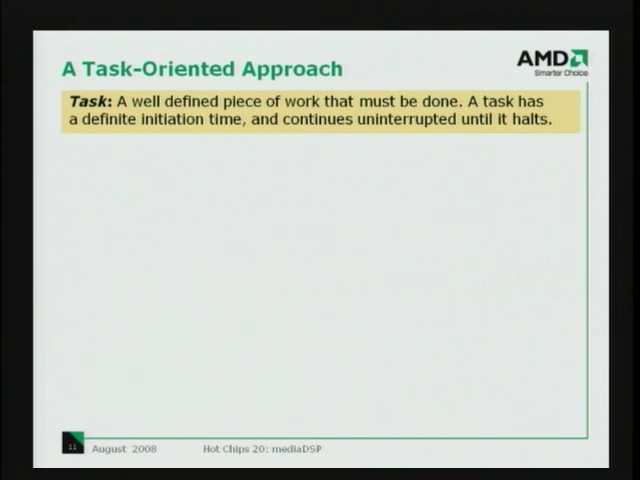 A Task-Oriented Approach
AMD
Smarter Choice
Task: A well defined piece of work that must be done. A task has
a definite initiation time, and continues uninterrupted until it halts.
11
August 2008
Hot Chips 20: mediaDSP